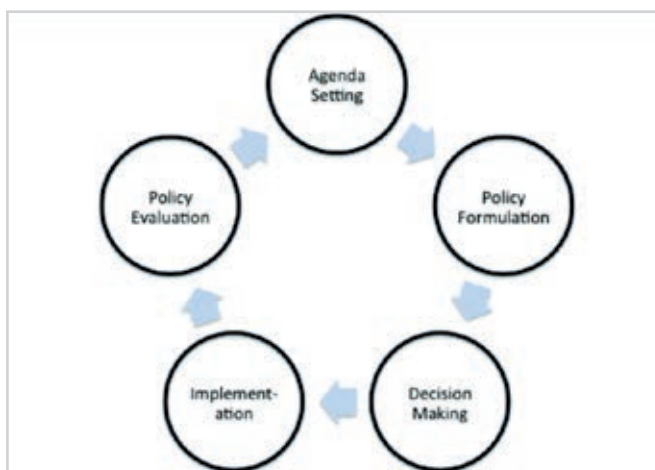 Agenda
Setting
Policy
Formulation
Decision
Making
Implement-
ation
Policy
Evaluation